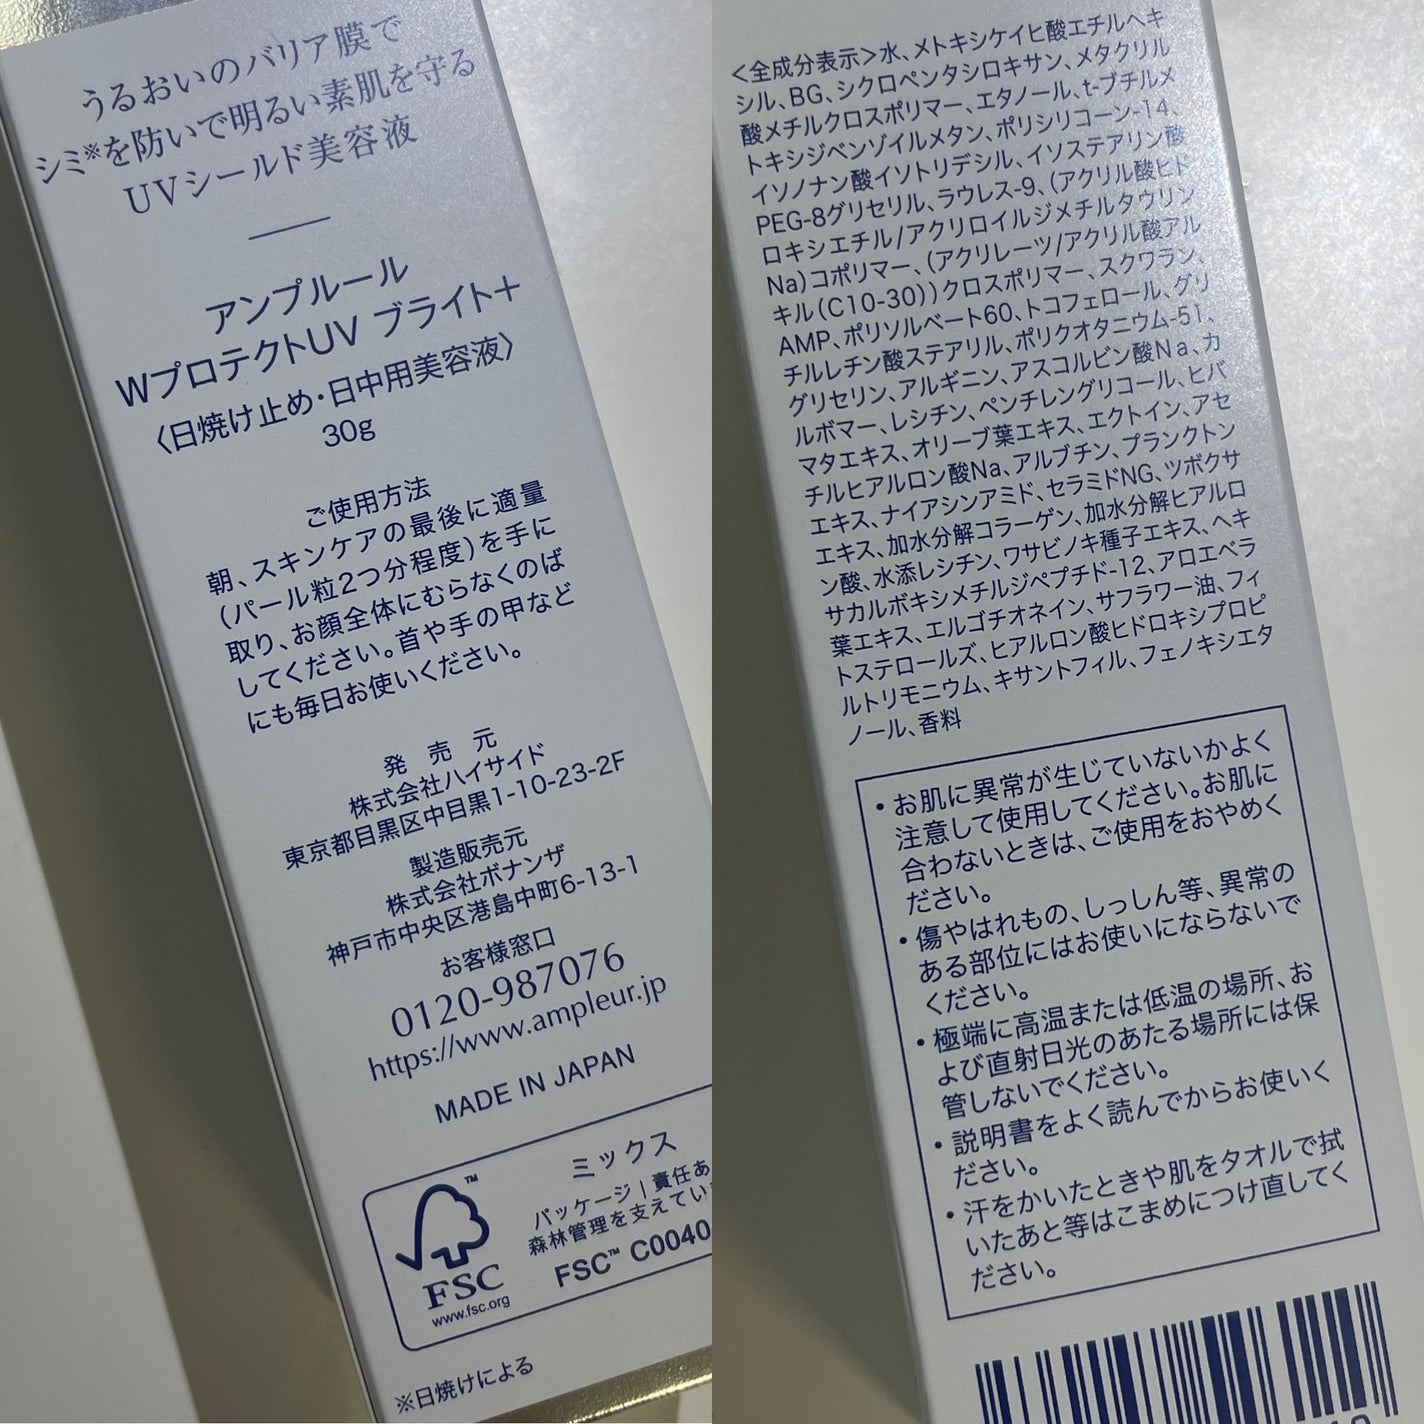 うるおいのバリア膜で
シミ※を防いで明るい素肌を守る
UVシールド美容液
アンプルール
WプロテクトUV ブライト+
〈日焼け止め・日中用美容液〉
30g
ご使用方法
朝、スキンケアの最後に適量
(パール粒2つ分程度)を手に
取り、お顔全体にむらなくのば
してください。首や手の甲など
にも毎日お使いください。
発 売 元
株式会社ハイサイド
東京都目黒区中目黒1-10-23-2F
製造販売元
株式会社ボナンザ
神戸市中央区港島中町6-13-1
お客様窓口
0120-987076
https://www.ampleur.jp
MADE IN JAPAN
FSC
www.fsc.org
ミックス
パッケージ|責任あ
森林管理を支えてい
FSC™ C0040
※日焼けによる
<全成分表示>水、メトキシケイヒ酸エチルヘキ
シル、BG、シクロペンタシロキサン、メタクリル
酸メチルクロスポリマー、エタノール、t-ブチルメ
トキシジベンゾイルメタン、ポリシリコーン-14、
イソノナン酸イソトリデシル、イソステアリン酸
PEG-8グリセリル、ラウレス-9、(アクリル酸ヒド
ロキシエチル/アクリロイルジメチルタウリン
Na)コポリマー、(アクリレーツ/アクリル酸アル
キル(C10-30))クロスポリマー、スクワラン、
AMP、ポリソルベート60、トコフェロール、グリ
チルレチン酸ステアリル、ポリクオタニウム-51、
グリセリン、アルギニン、アスコルビン酸Na、カ
ルボマー、レシチン、ペンチレングリコール、ヒバ
マタエキス、オリーブ葉エキス、エクトイン、アセ
チルヒアルロン酸Na、アルブチン、プランクトン
エキス、ナイアシンアミド、セラミドNG、ツボクサ
エキス、加水分解コラーゲン、加水分解ヒアルロ
ン酸、水添レシチン、ワサビノキ種子エキス、ヘキ
サカルボキシメチルジペプチド-12、アロエベラ
葉エキス、エルゴチオネイン、サフラワー油、フィ
トステロールズ、ヒアルロン酸ヒドロキシプロピ
ルトリモニウム、キサントフィル、フェノキシエタ
ノール、香料
・お肌に異常が生じていないかよく
注意して使用してください。お肌に
合わないときは、ご使用をおやめく
ださい。
・傷やはれもの、しっしん等、異常の
ある部位にはお使いにならないで
ください。
・極端に高温または低温の場所、お
よび直射日光のあたる場所には保
管しないでください。
・説明書をよく読んでからお使いく
ださい。
・汗をかいたときや肌をタオルで拭
いたあと等はこまめにつけ直してく
ださい。